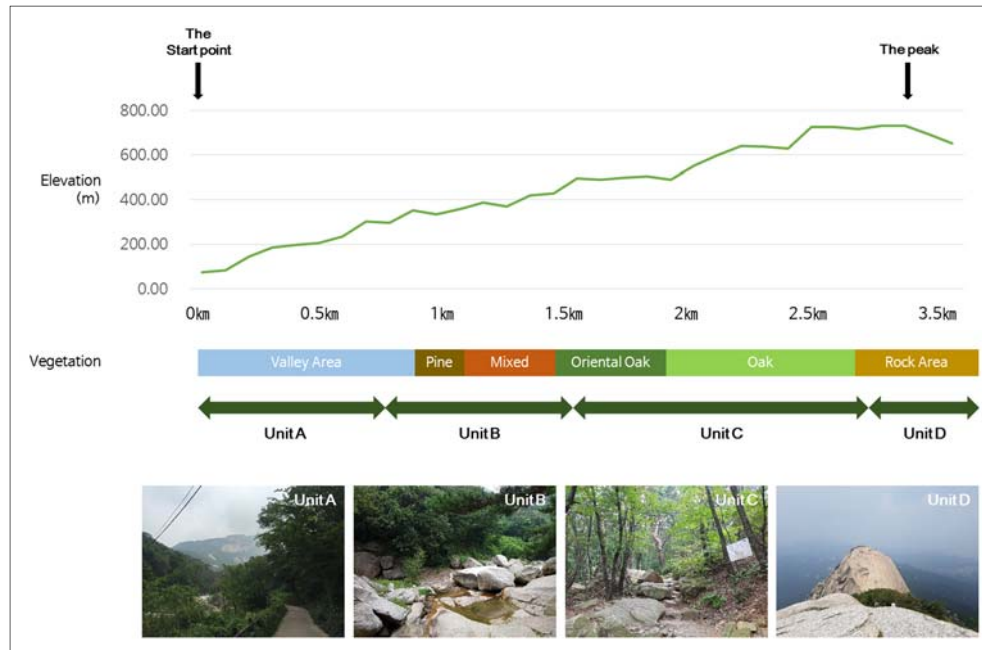 The
Start point
The peak
800.00
600.00
Elevation
(m)
400.00
200.00
0.00
0㎞ 0.5㎞ 1㎞ 1.5㎞ 2㎞ 2.5㎞ 3.5㎞
Vegetation Valley Area Pine Mixed Oriental Oak Oak Rock Area
Unit A Unit B Unit C Unit D
Unit A Unit B Unit C Unit D